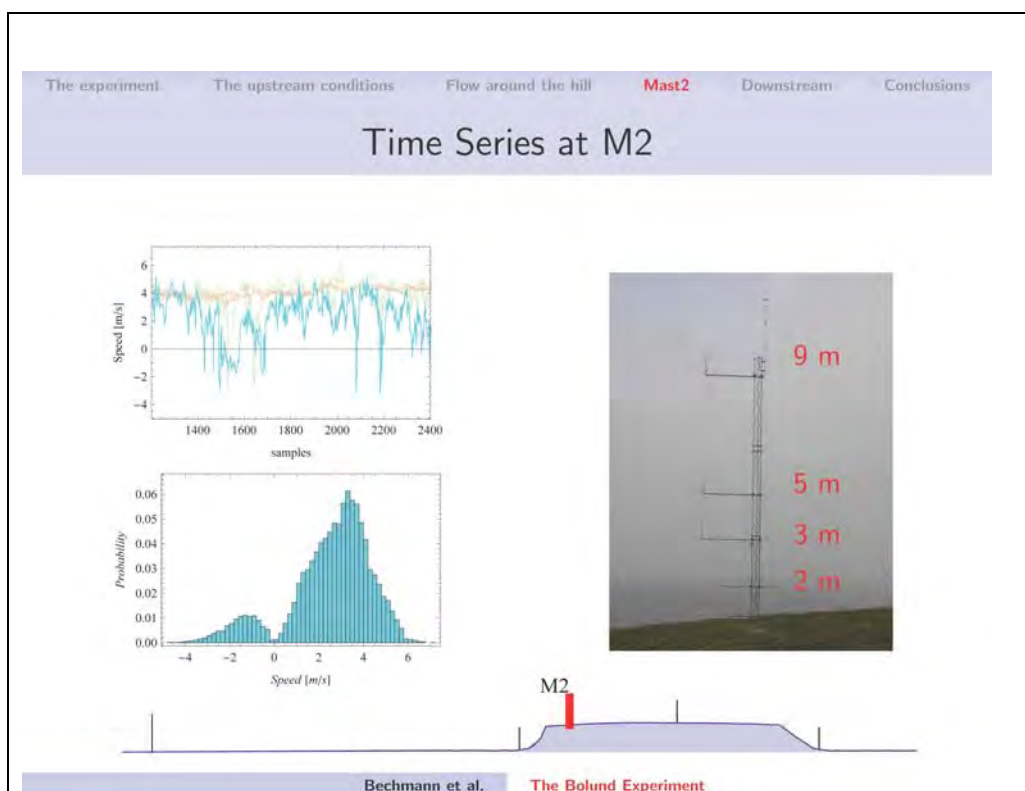 The experiment The upstream conditions Flow around the hill Mast2 Downstream Conclusions
Time Series at M2
Speed [m/s]
6
4
2
0
−2
−4
1400 1600 1800 2000 2200 2400
samples
Probability
0.06
0.05
0.04
0.03
0.02
0.01
0.00
−4 −2 0 2 4 6
Speed [m/s]
9 m
5 m
3 m
2 m
M2
Bechmann et al. The Bolund Experiment